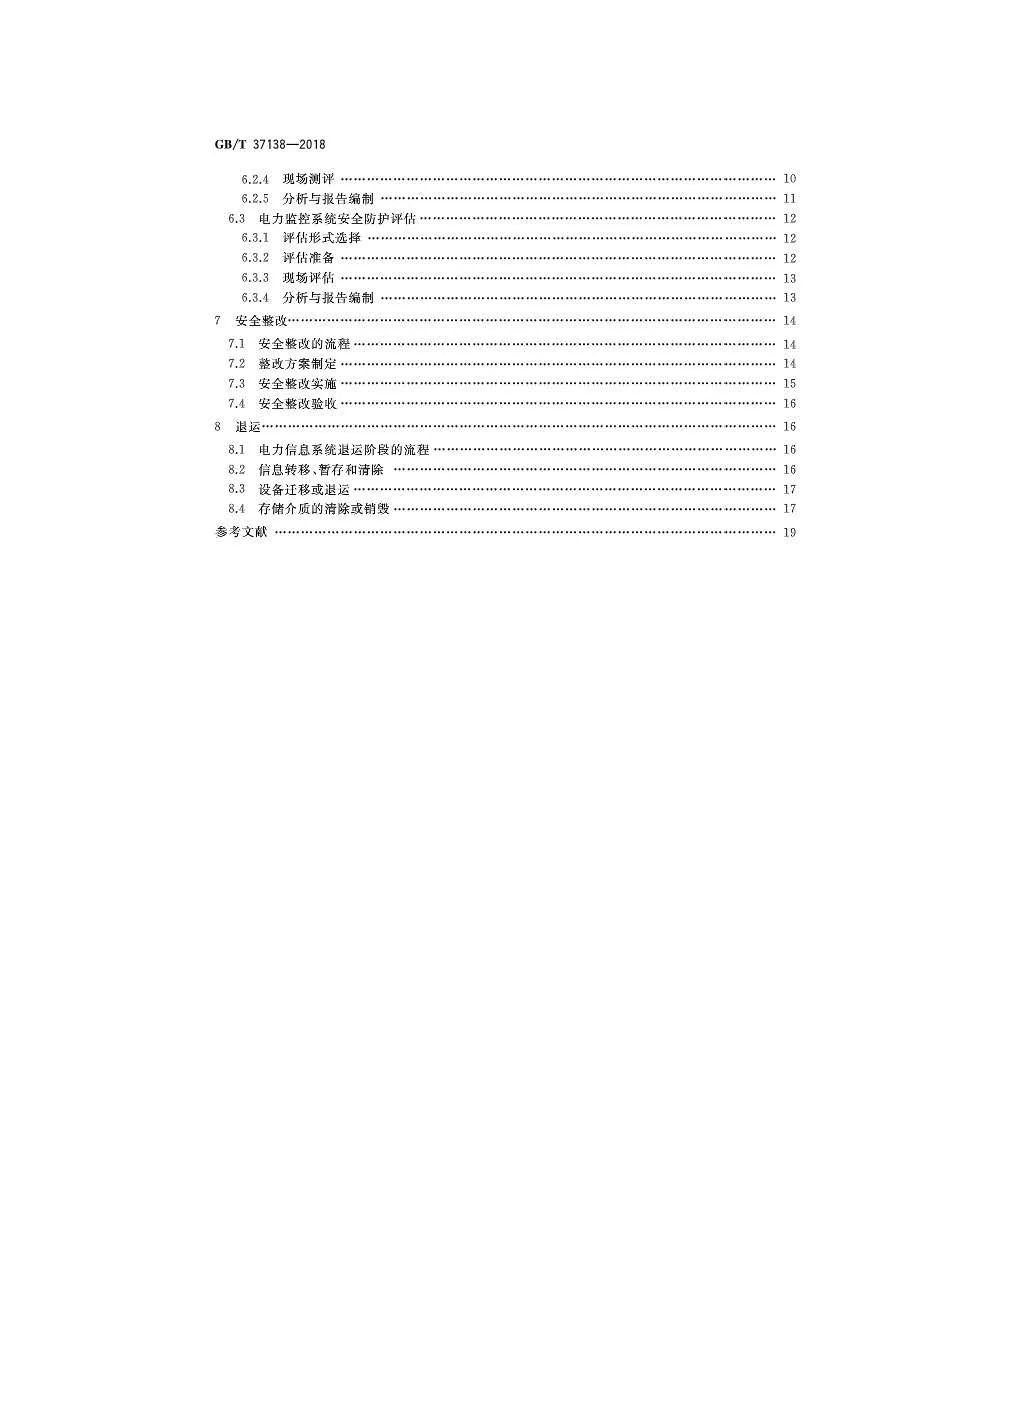 GB/T 37138—2018
6.2.4 现场测评 …… 10
6.2.5 分析与报告编制 …… 11
6.3 电力监控系统安全防护评估 …… 12
6.3.1 评估形式选择 …… 12
6.3.2 评估准备 …… 12
6.3.3 现场评估 …… 13
6.3.4 分析与报告编制 …… 13
7 安全整改 …… 14
7.1 安全整改的流程 …… 14
7.2 整改方案制定 …… 14
7.3 安全整改实施 …… 15
7.4 安全整改验收 …… 16
8 退运 …… 16
8.1 电力信息系统退运阶段的流程 …… 16
8.2 信息转移、暂存和清除 …… 16
8.3 设备迁移或退运 …… 17
8.4 存储介质的清除或销毁 …… 17
参考文献 …… 19